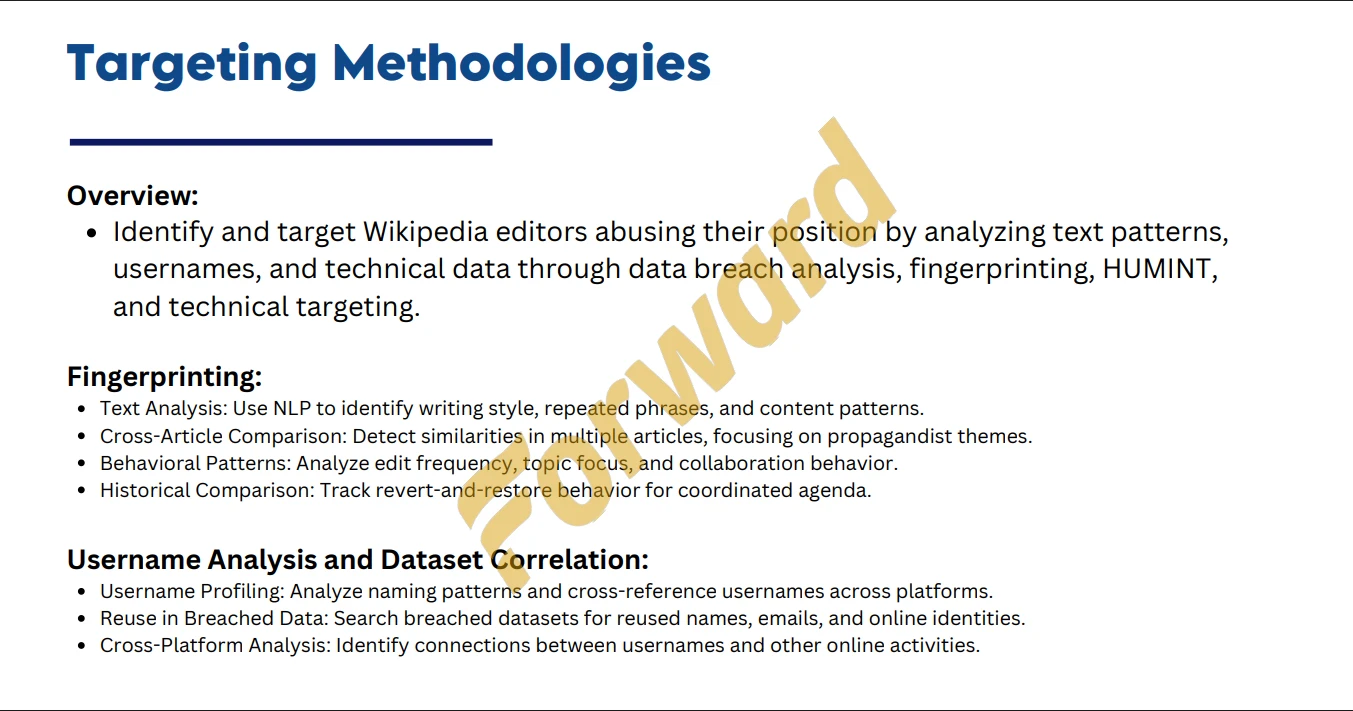 Targeting Methodologies
Overview:
• Identify and target Wikipedia editors abusing their position by analyzing text patterns,
usernames, and technical data through data breach analysis, fingerprinting, HUMINT,
and technical targeting.
Fingerprinting:
• Text Analysis: Use NLP to identify writing style, repeated phrases, and content patterns.
• Cross-Article Comparison: Detect similarities in multiple articles, focusing on propagandist themes.
• Behavioral Patterns: Analyze edit frequency, topic focus, and collaboration behavior.
• Historical Comparison: Track revert-and-restore behavior for coordinated agenda.
Username Analysis and Dataset Correlation:
• Username Profiling: Analyze naming patterns and cross-reference usernames across platforms.
• Reuse in Breached Data: Search breached datasets for reused names, emails, and online identities.
• Cross-Platform Analysis: Identify connections between usernames and other online activities.
Forward